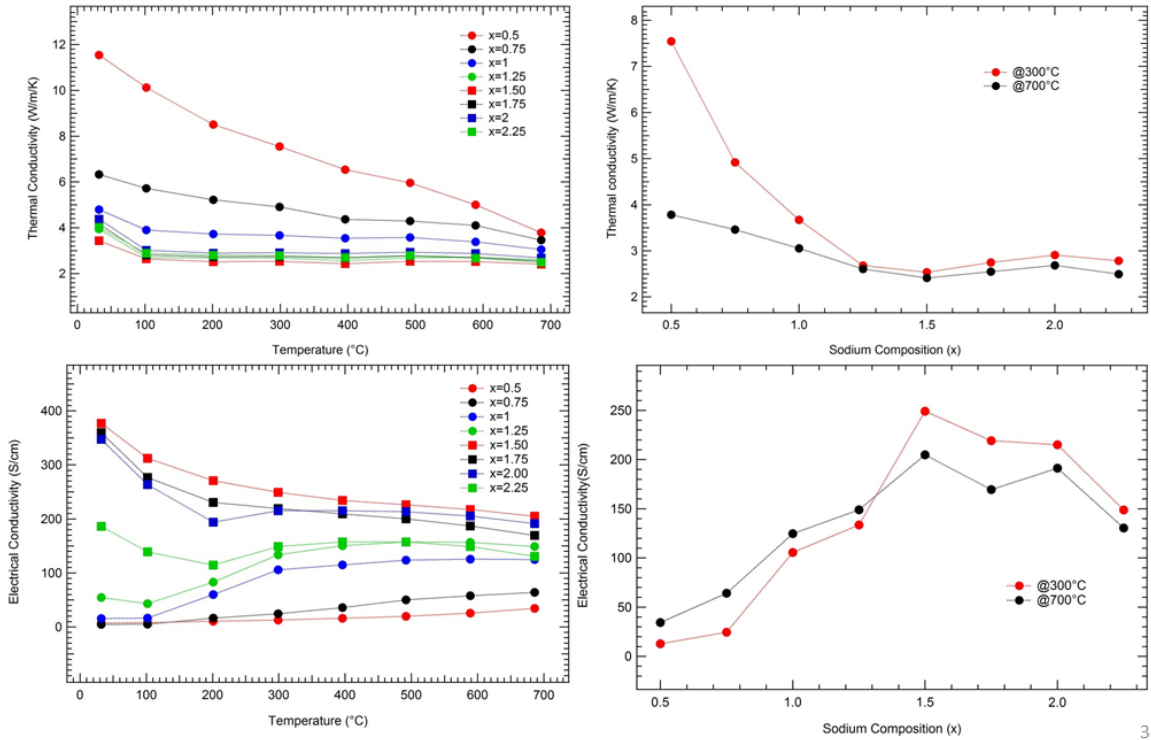 Thermal Conductivity (W/m/K)
12
10
8
6
4
2
0 100 200 300 400 500 600 700
Temperature (°C)
x=0.5
x=0.75
x=1
x=1.25
x=1.50
x=1.75
x=2
x=2.25
Thermal conductivity (W/m/K)
8
7
6
5
4
3
2
0.5 1.0 1.5 2.0
Sodium Composition (x)
@300°C
@700°C
Electrical Conductivity (S/cm)
400
300
200
100
0
0 100 200 300 400 500 600 700
Temperature (°C)
x=0.5
x=0.75
x=1
x=1.25
x=1.50
x=1.75
x=2.00
x=2.25
Electrical Conductivity(S/cm)
250
200
150
100
50
0
0.5 1.0 1.5 2.0
Sodium Composition (x)
@300°C
@700°C
3